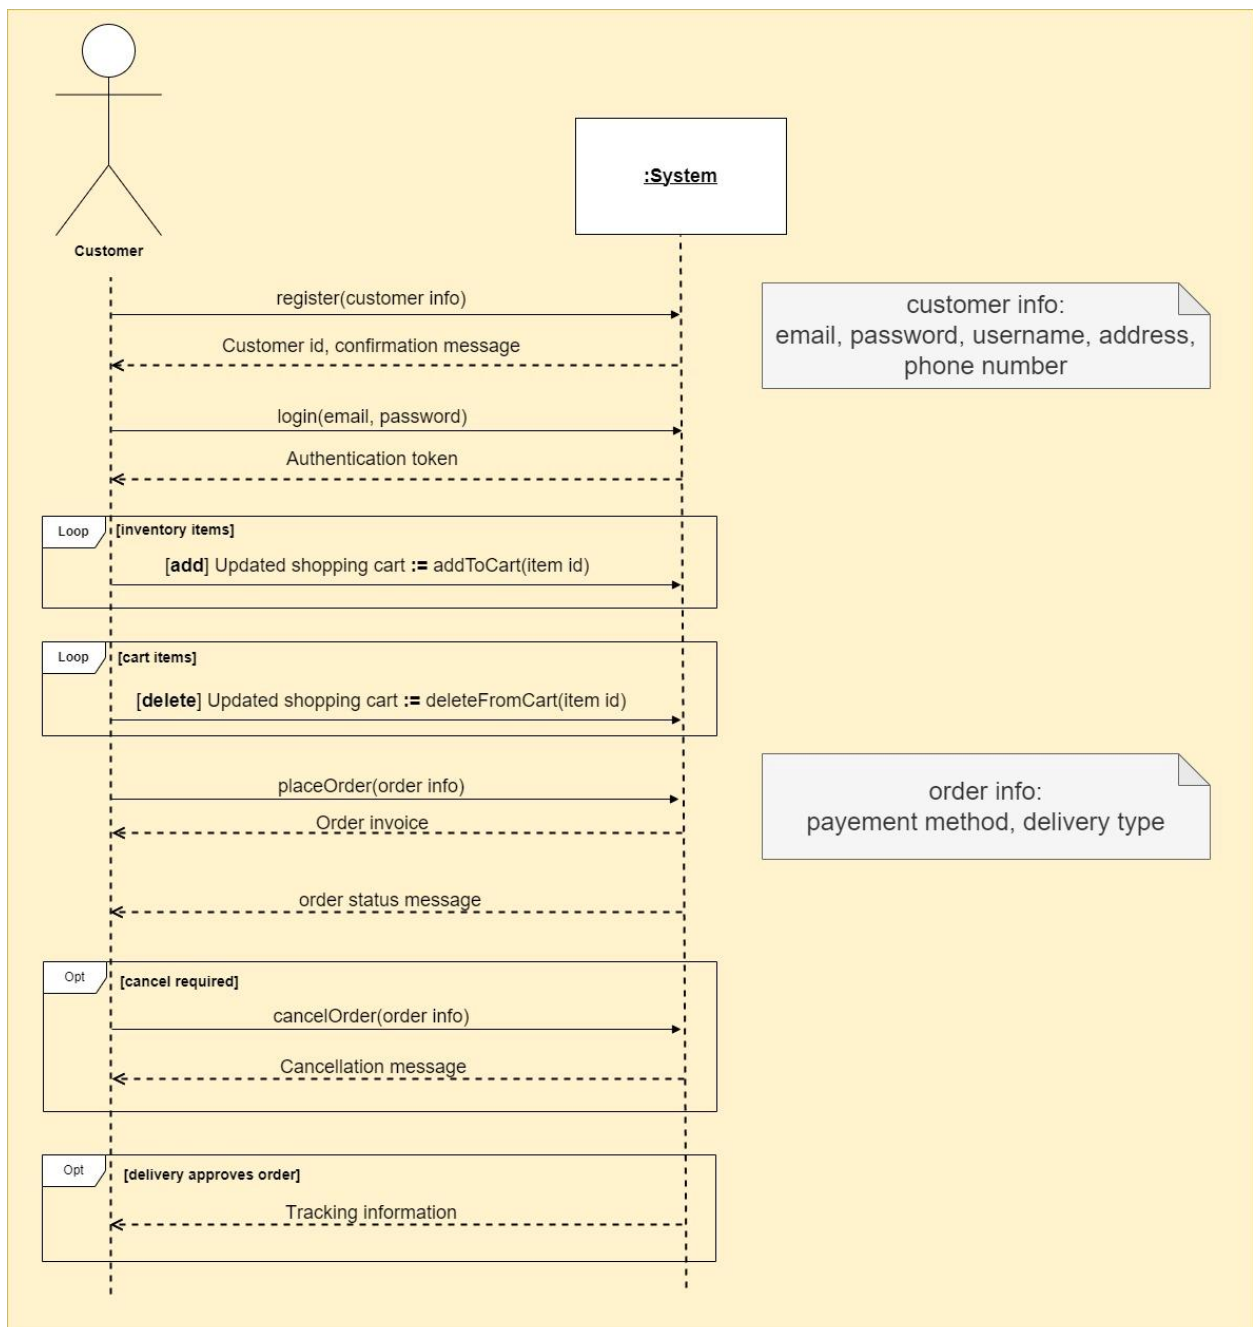 :System
Customer
register(customer info)
customer info:
email, password, username, address,
phone number
Customer id, confirmation message
login(email, password)
Authentication token
Loop
[inventory items]
[add] Updated shopping cart := addToCart(item id)
Loop
[cart items]
[delete] Updated shopping cart := deleteFromCart(item id)
placeOrder(order info)
order info:
payement method, delivery type
Order invoice
order status message
Opt
[cancel required]
cancelOrder(order info)
Cancellation message
Opt
[delivery approves order]
Tracking information